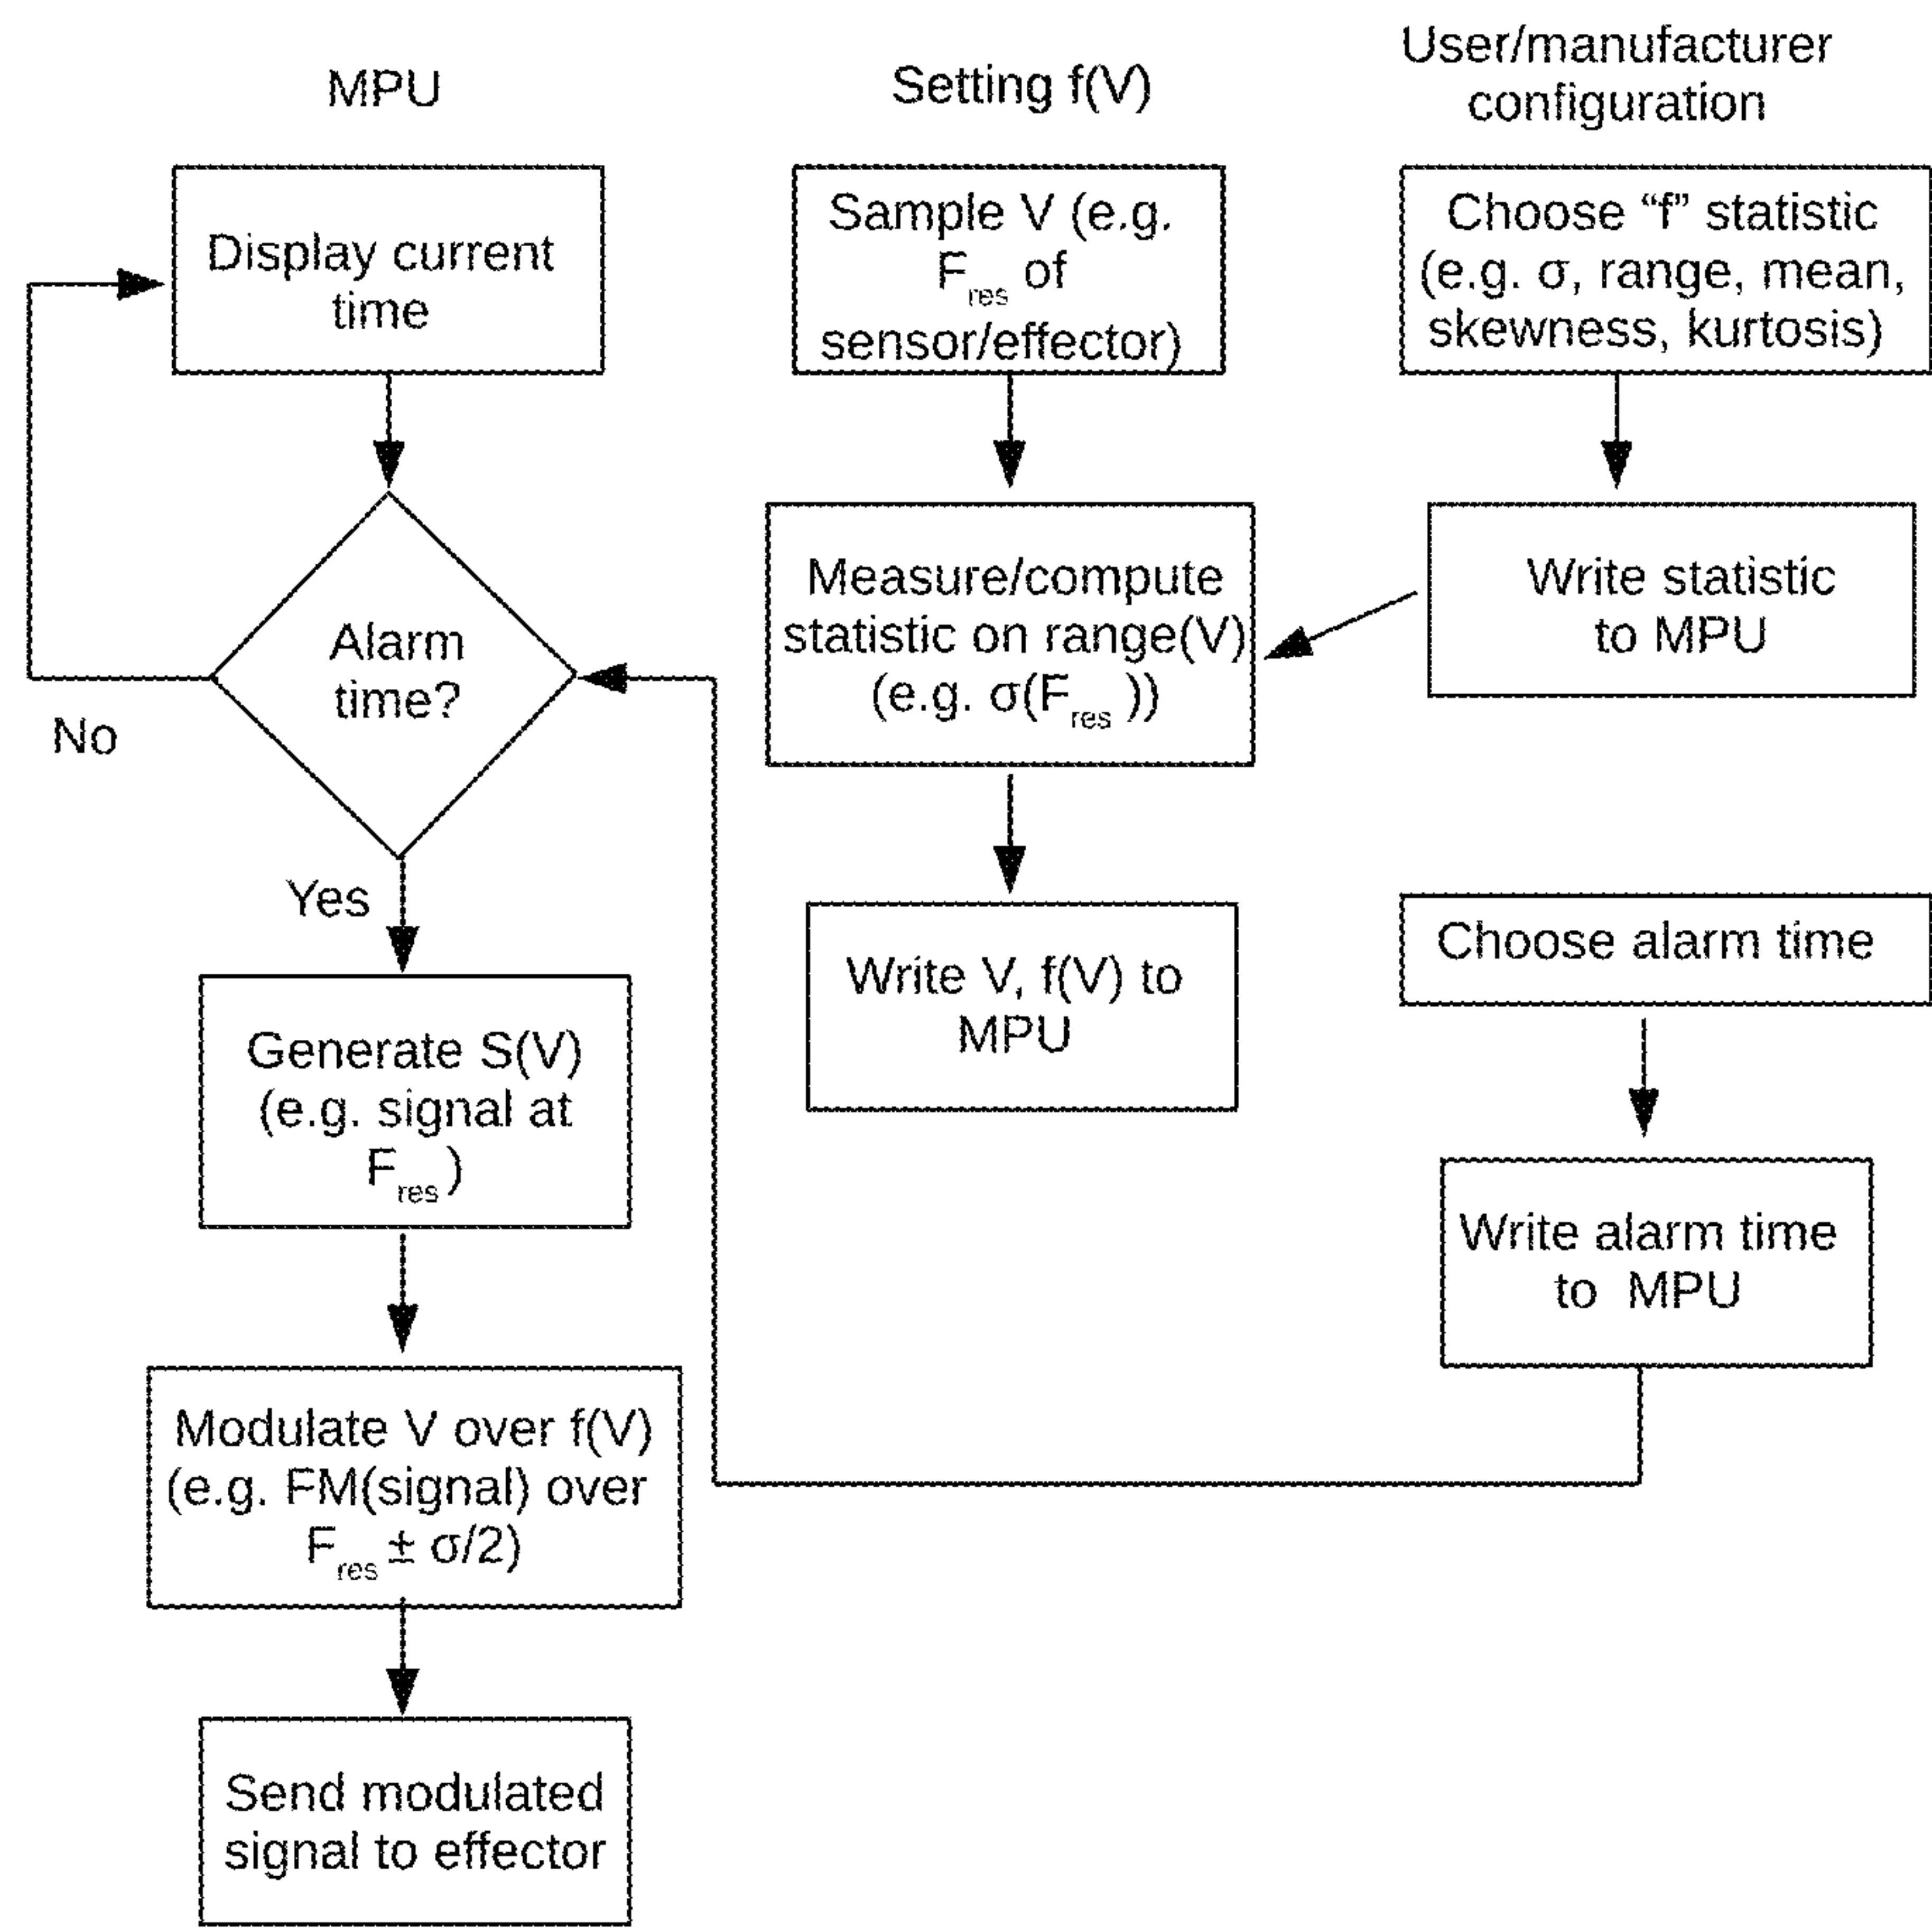 MPU
Display current
time
Alarm
time?
No
Yes
Generate S(V)
(e.g. signal at
Fres)
Modulate V over f(V)
(e.g. FM(signal) over
Fres ± σ/2)
Send modulated
signal to effector
Setting f(V)
Sample V (e.g.
Fres of
sensor/effector)
Measure/compute
statistic on range(V)
(e.g. σ(Fres ))
Write V, f(V) to
MPU
User/manufacturer
configuration
Choose “f” statistic
(e.g. σ, range, mean,
skewness, kurtosis)
Write statistic
to MPU
Choose alarm time
Write alarm time
to MPU